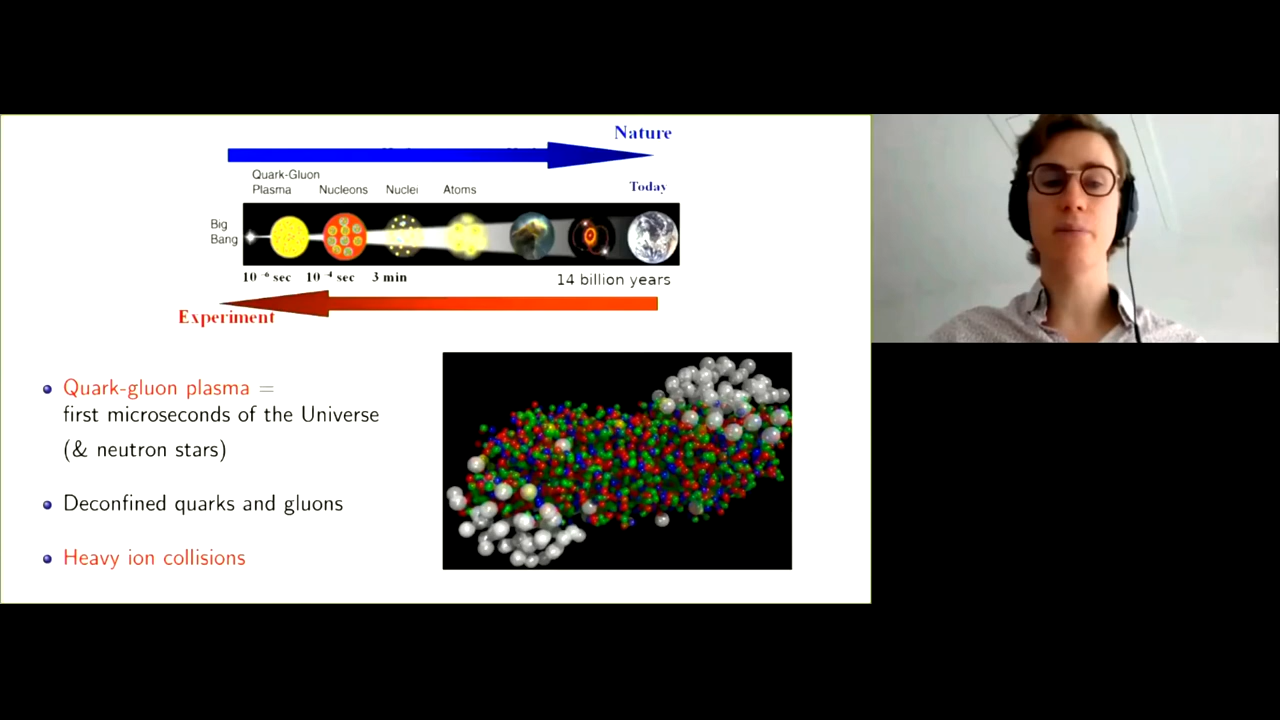 Nature
Quark-Gluon
Plasma Nucleons Nuclei Atoms Today
Big
Bang
10⁻⁶ sec 10⁻⁴ sec 3 min 14 billion years
Experiment
Quark-gluon plasma =
first microseconds of the Universe
(& neutron stars)
Deconfined quarks and gluons
Heavy ion collisions